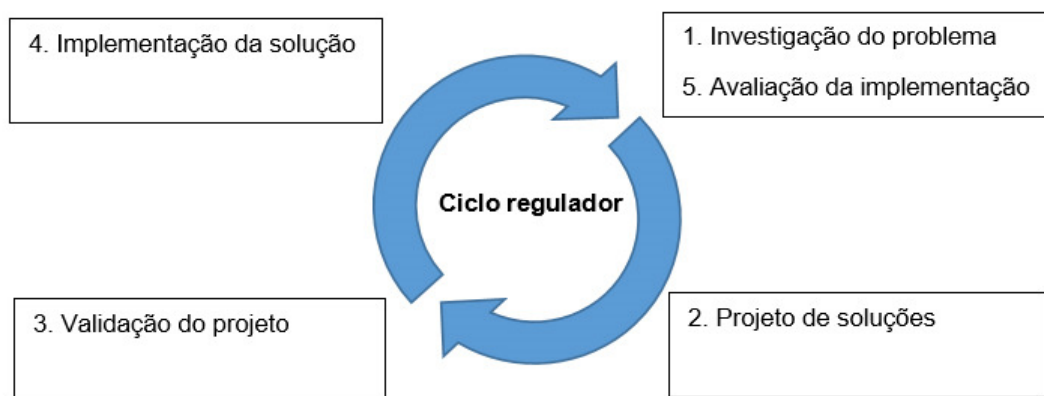 4. Implementação da solução
1. Investigação do problema
5. Avaliação da implementação
Ciclo regulador
3. Validação do projeto
2. Projeto de soluções